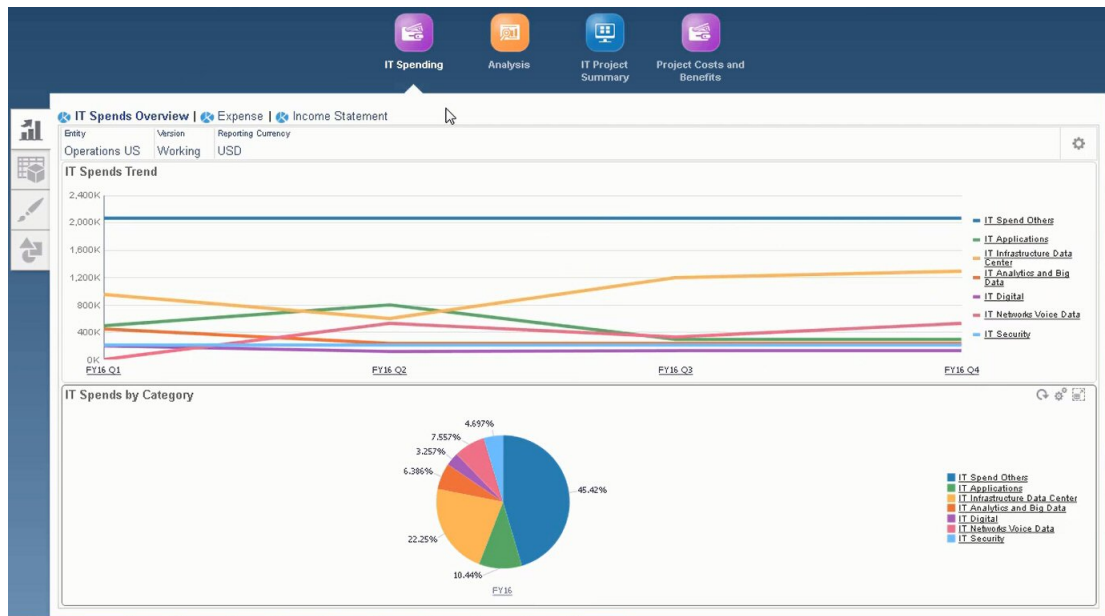 IT Spending
Analysis
IT Project
Summary
Project Costs and
Benefits
IT Spends Overview | Expense | Income Statement
Entity Version Reporting Currency
Operations US Working USD
IT Spends Trend
2,400K
2,000K
1,600K
1,200K
800K
400K
0K
FY16 Q1 FY16 Q2 FY16 Q3 FY16 Q4
IT Spend Others
IT Applications
IT Infrastructure Data
Center
IT Analytics and Big
Data
IT Digital
IT Networks Voice Data
IT Security
IT Spends by Category
4.697%
7.557%
3.257%
6.386%
45.42%
22.25%
10.44%
FY16
IT Spend Others
IT Applications
IT Infrastructure Data Center
IT Analytics and Big Data
IT Digital
IT Networks Voice Data
IT Security